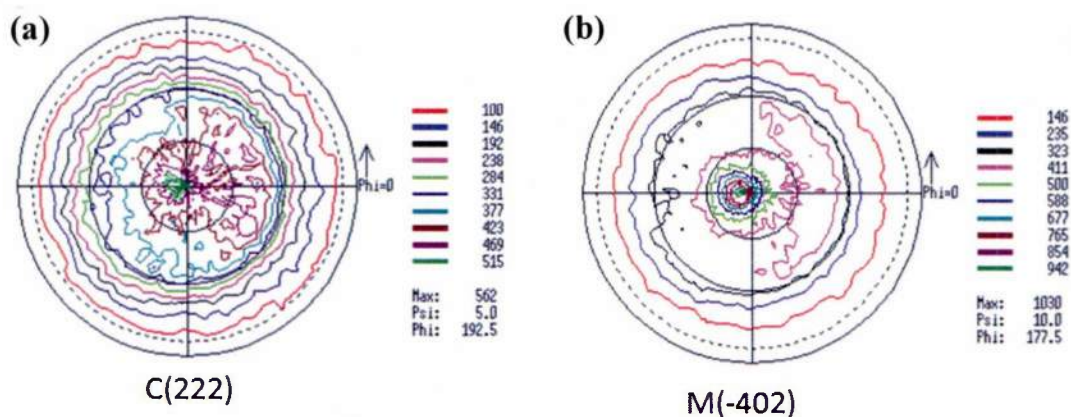 (a)
100
146
192
238
284
331
377
423
469
515
Phi=0
Max: 562
Psi: 5.0
Phi: 192.5
C(222)
(b)
146
235
323
411
500
588
677
765
854
942
Phi=0
Max: 1030
Psi: 10.0
Phi: 177.5
M(-402)